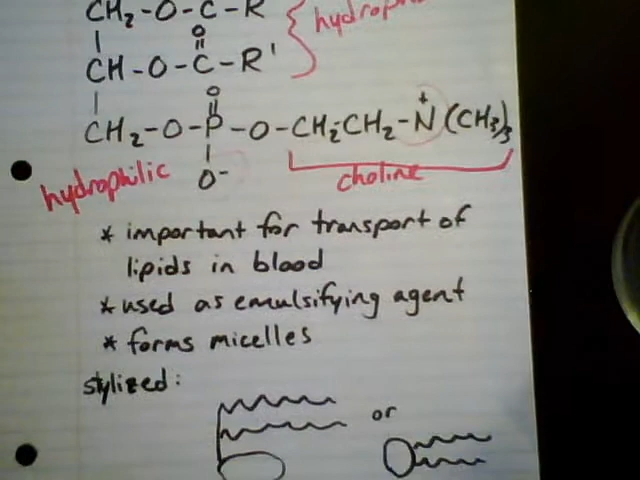 CH₂-O-C-R
hydroph
O
CH-O-C-R'
O
CH₂-O-P-O-CH₂CH₂-N⁺(CH₃)₃
O⁻
hydrophilic
choline
* important for transport of
lipids in blood
* used as emulsifying agent
* forms micelles
stylized:
or